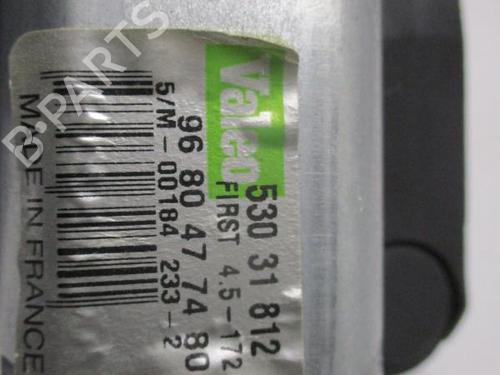 Valeo
530 31 812
FIRST 4.5-172
96 80 47 74 80
5/M-00184 233-2
MADE IN FRANCE
B-PARTS